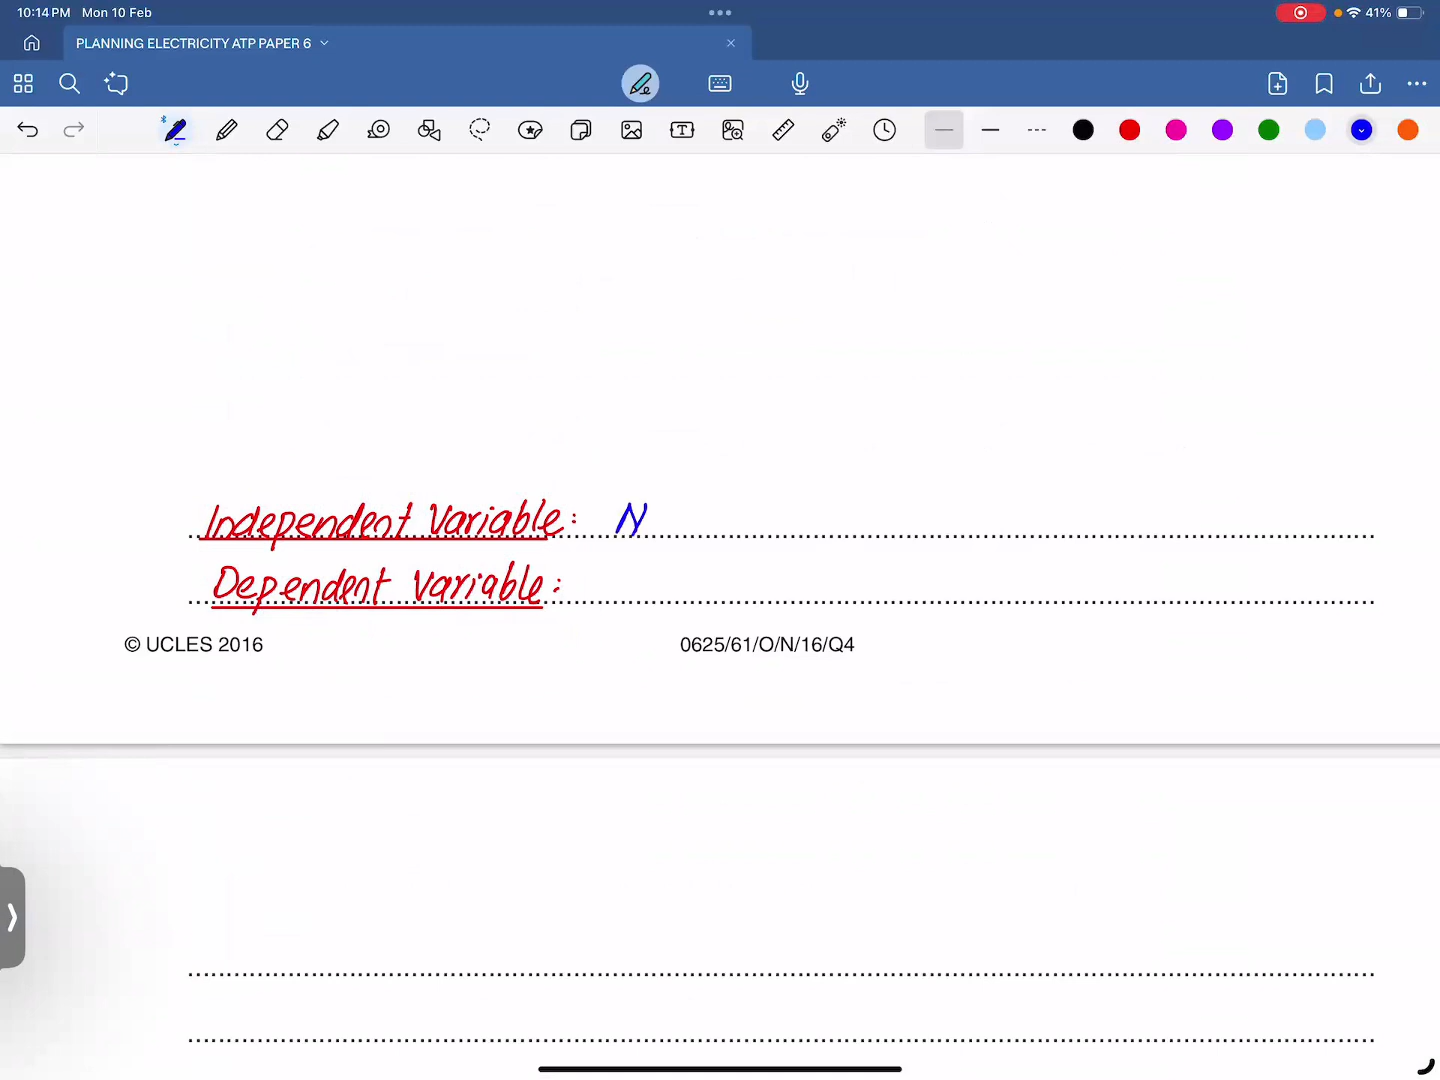 10:14 PM Mon 10 Feb
41%
PLANNING ELECTRICITY ATP PAPER 6
Independent Variable: N
Dependent Variable:
© UCLES 2016
0625/61/O/N/16/Q4